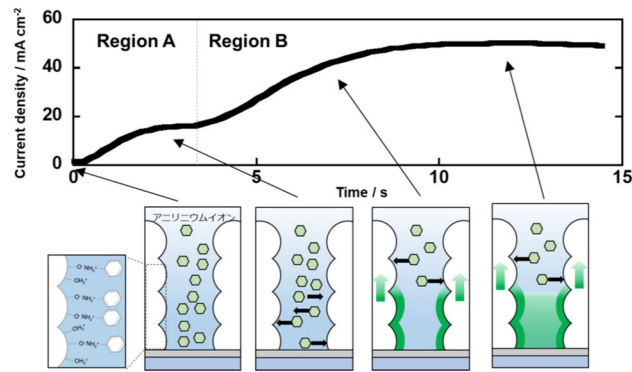 Current density / mA cm⁻²
60
40
20
0
Region A
Region B
0
5
10
15
Time / s
アニリニウムイオン
O⁻ NH₃⁺
OH₂⁺
O⁻ NH₃⁺
O⁻ NH₃⁺
OH₂⁺
O⁻ NH₃⁺
OH₂⁺